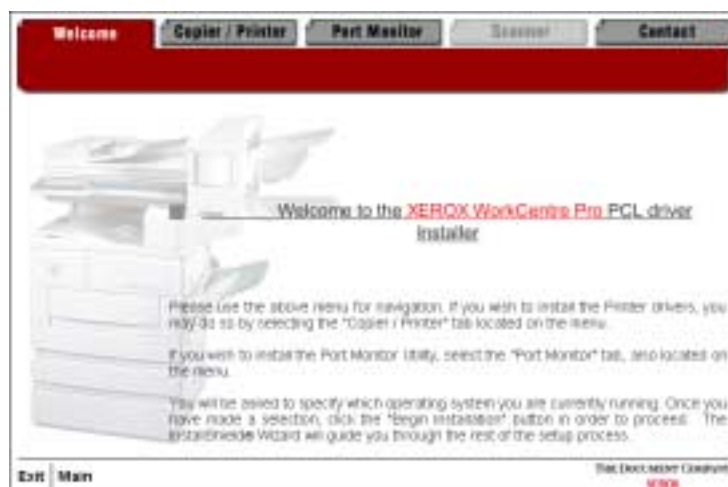 Welcome Copier / Printer Port Monitor Scanner Contact
Welcome to the XEROX WorkCentre Pro PCL driver
Installer
Please use the above menu for navigation. If you wish to install the Printer drivers, you
may do so by selecting the "Copier / Printer" tab located on the menu.
If you wish to install the Port Monitor Utility, select the "Port Monitor" tab, also located on
the menu.
You will be asked to specify which operating system you are currently running. Once you
have made a selection, click the "Begin Installation" button in order to proceed. The
InstallShield® Wizard will guide you through the rest of the setup process.
Exit Main
THE DOCUMENT COMPANY
XEROX